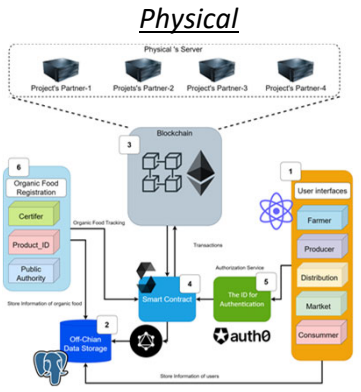 Physical
Physical 's Server
Project's Partner-1
Projets's Partner-2
Project's Partner-3
Project's Partner-4
Blockchain
3
6
Organic Food
Registration
Certifer
Product_ID
Public
Authority
Organic Food Tracking
Transactions
1
User interfaces
Farmer
Producer
Distribution
Martket
Consummer
Authorization Service
4
Smart Contract
5
The ID for
Authentication
auth0
Store Information of organic food
2
Off-Chian
Data Storage
Store Information of users